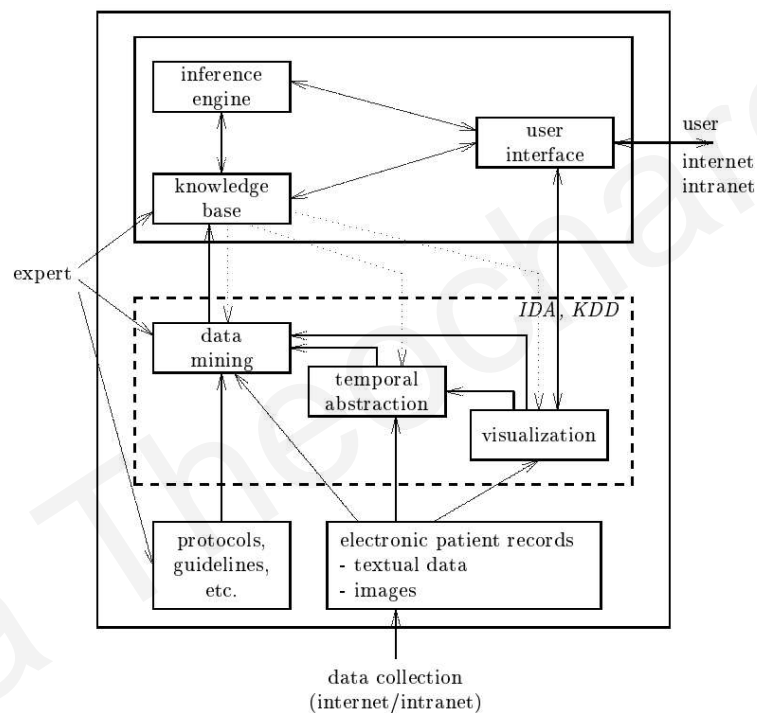 inference
engine
user
interface
user
internet
intranet
knowledge
base
expert
IDA, KDD
data
mining
temporal
abstraction
visualization
protocols,
guidelines,
etc.
electronic patient records
- textual data
- images
data collection
(internet/intranet)
a Theochar